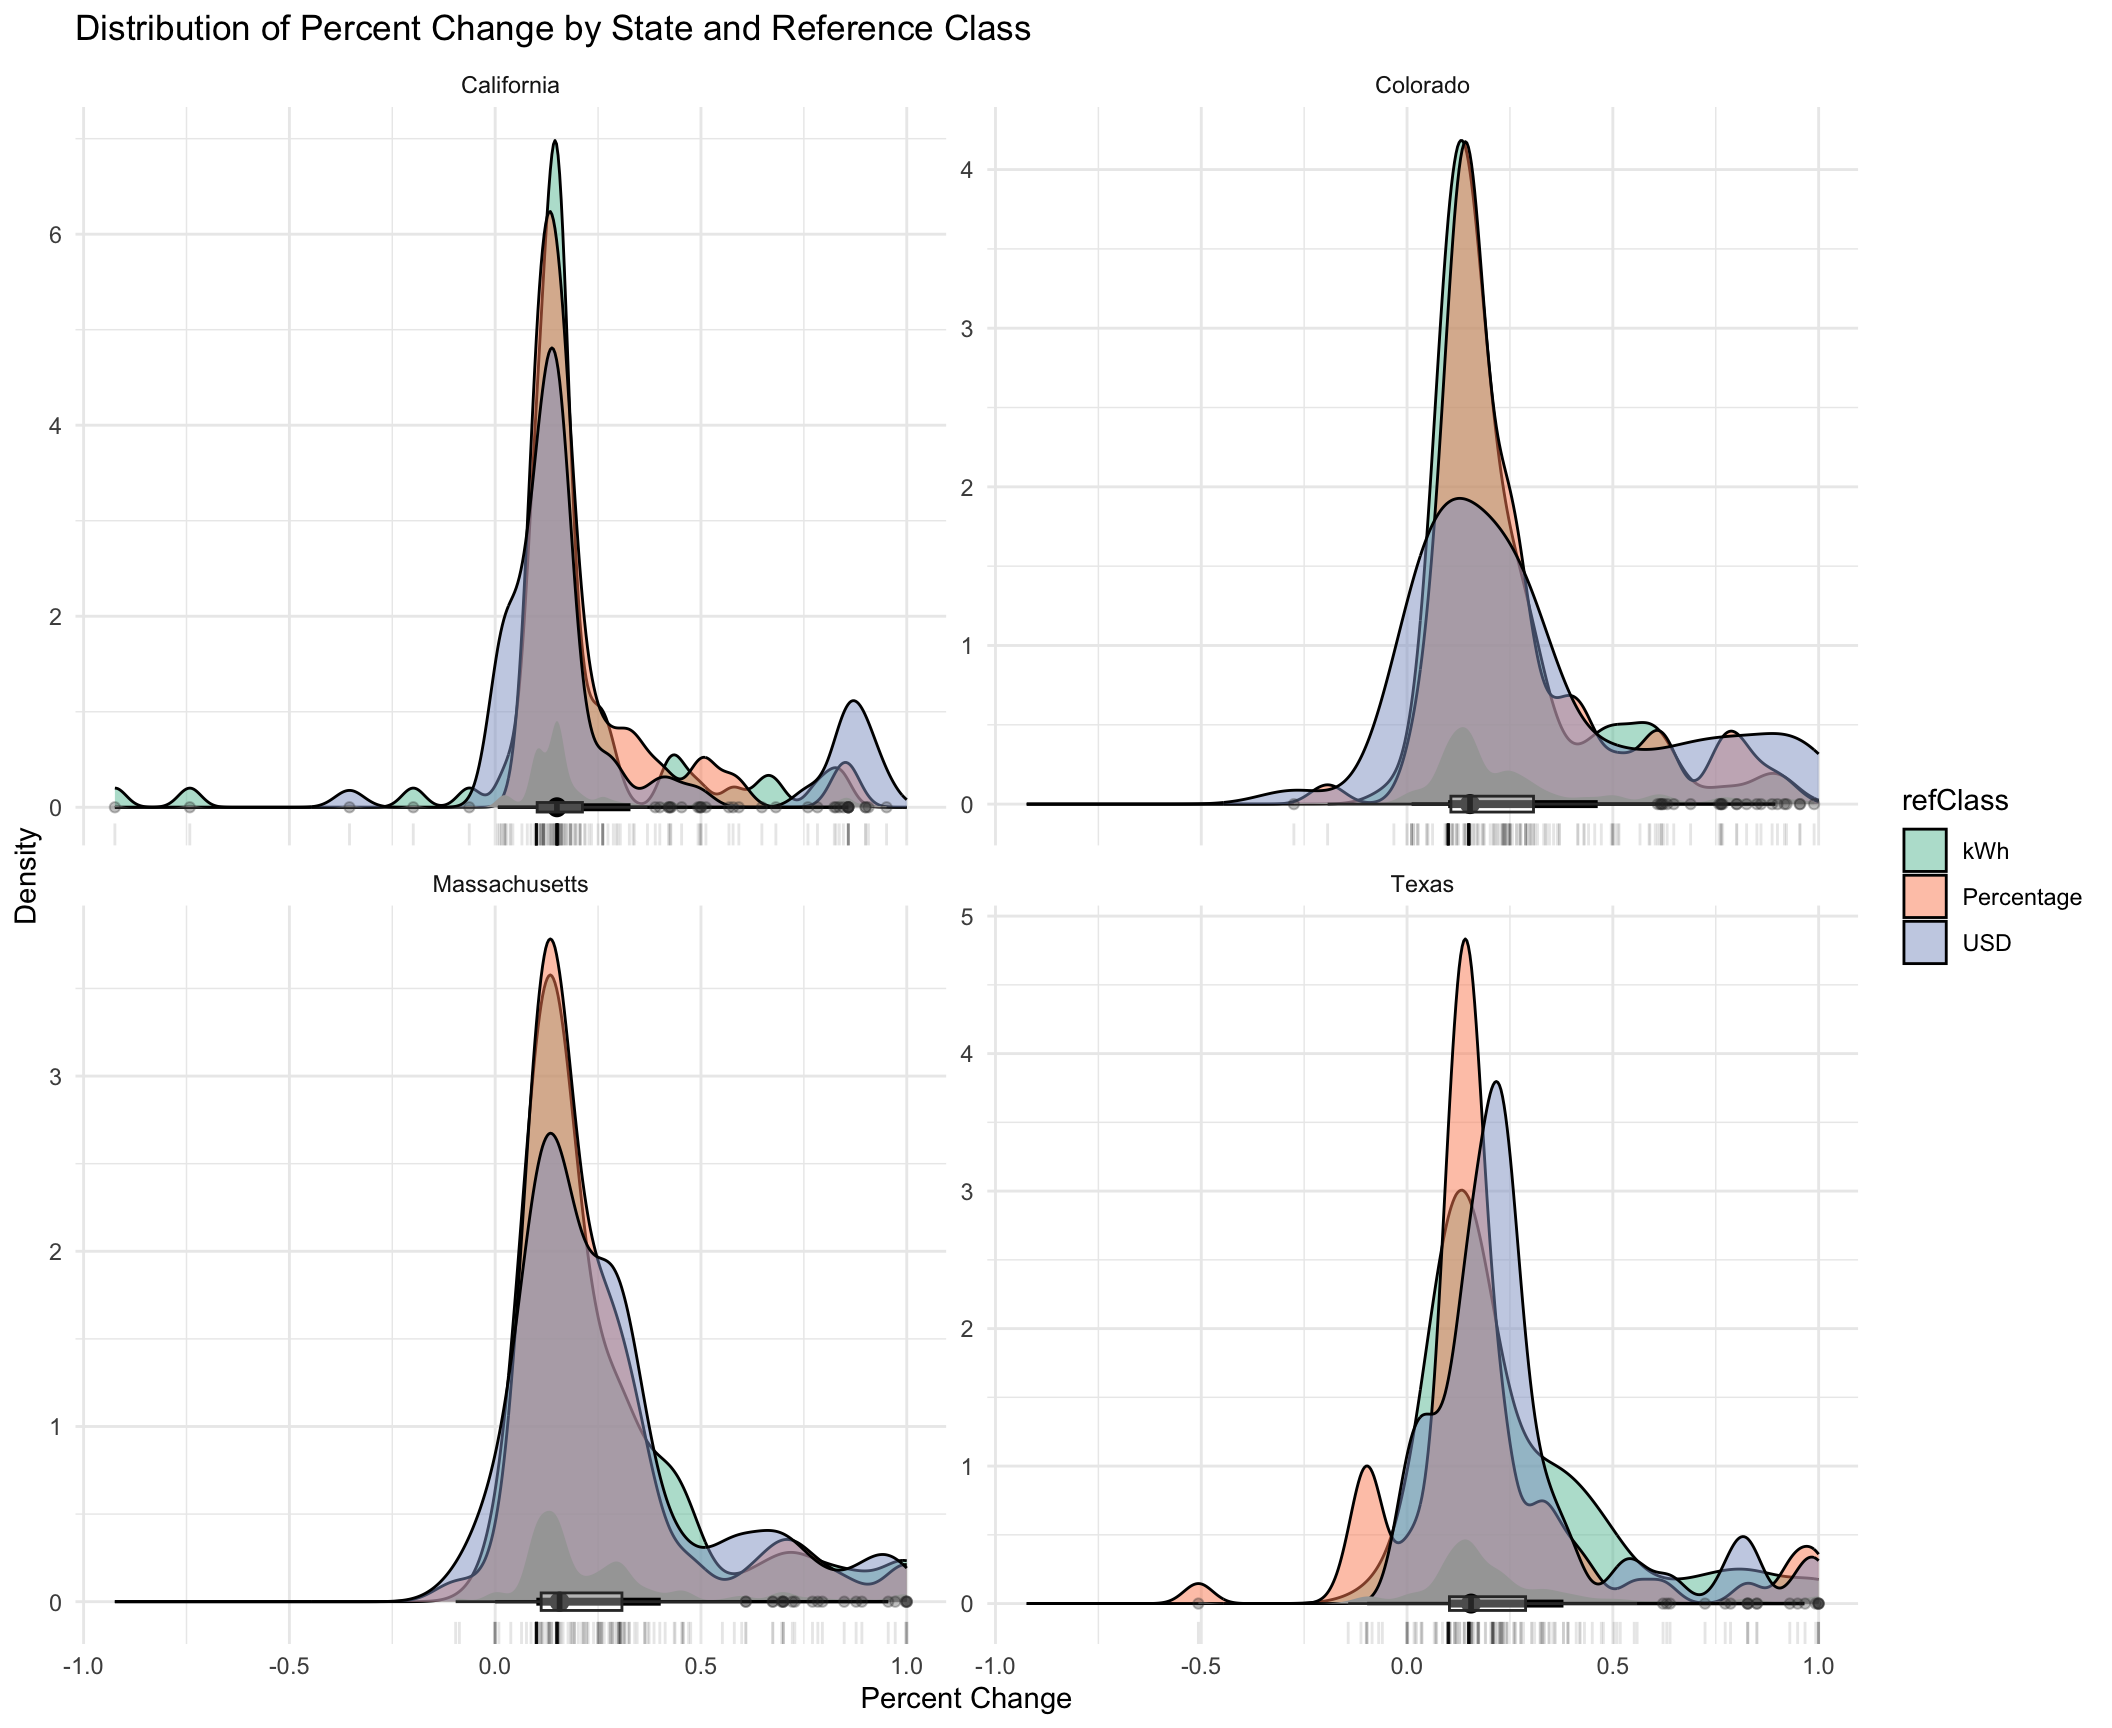 Distribution of Percent Change by State and Reference Class
California
Colorado
6
4
2
0
4
3
2
1
0
Massachusetts
Texas
3
2
1
0
5
4
3
2
1
0
-1.0 -0.5 0.0 0.5 1.0
-1.0 -0.5 0.0 0.5 1.0
Percent Change
Density
refClass
kWh
Percentage
USD